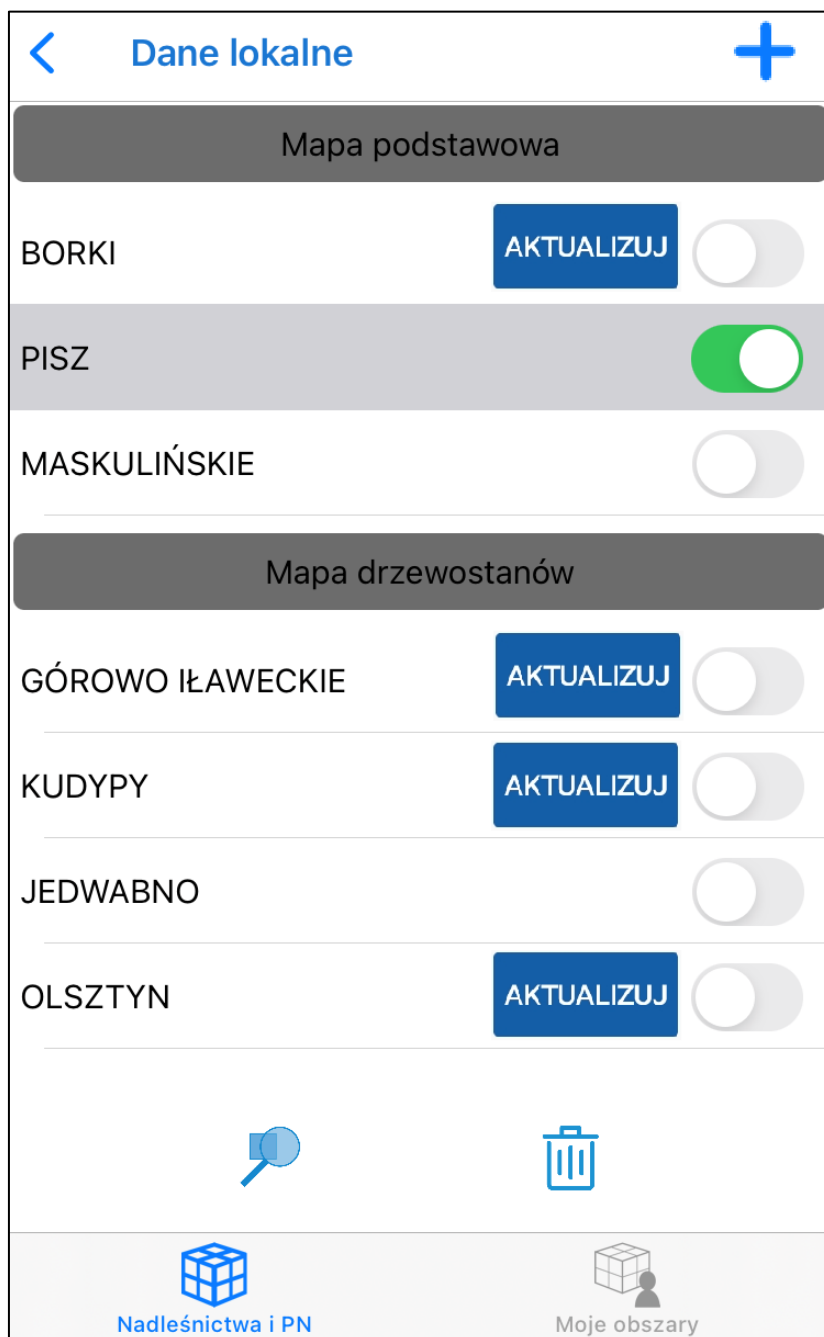 Dane lokalne
Mapa podstawowa
BORKI AKTUALIZUJ
PISZ
MASKULIŃSKIE
Mapa drzewostanów
GÓROWO IŁAWECKIE AKTUALIZUJ
KUDYPY AKTUALIZUJ
JEDWABNO
OLSZTYN AKTUALIZUJ
Nadleśnictwa i PN Moje obszary